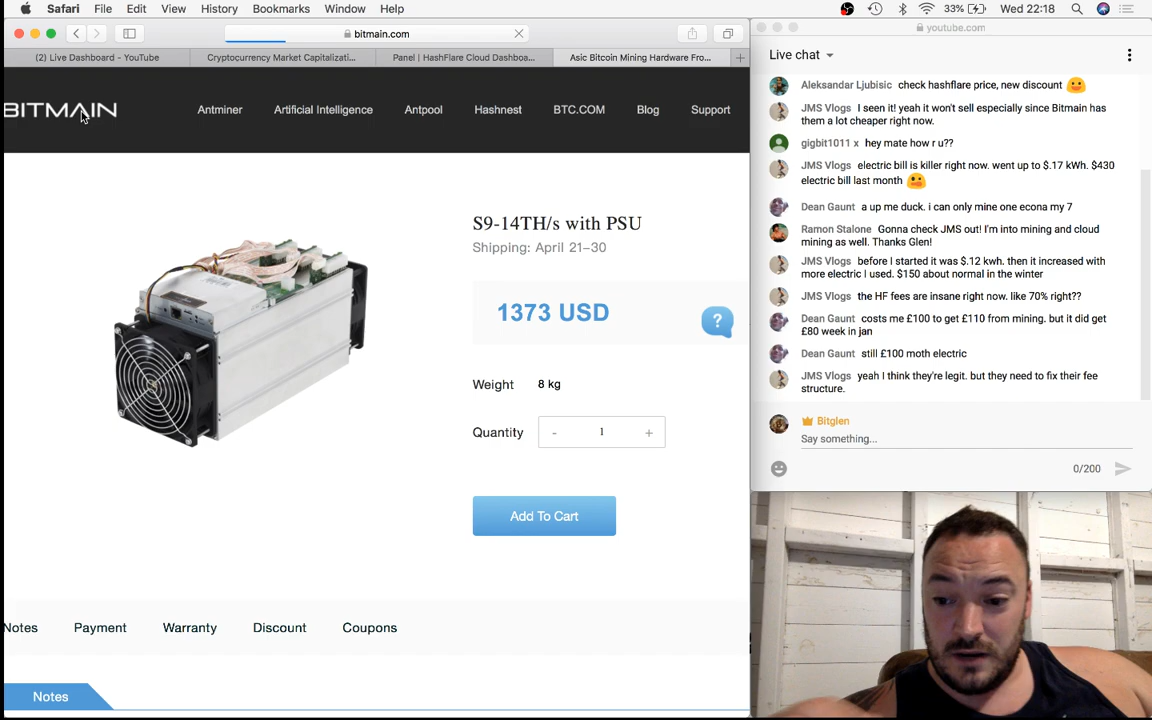 Safari File Edit View History Bookmarks Window Help
33% Wed 22:18
bitmain.com
youtube.com
(2) Live Dashboard - YouTube
Cryptocurrency Market Capitalizati...
Panel | HashFlare Cloud Dashboa...
Asic Bitcoin Mining Hardware Fro...
BITMAIN
Antminer
Artificial Intelligence
Antpool
Hashnest
BTC.COM
Blog
Support
S9-14TH/s with PSU
Shipping: April 21-30
1373 USD
?
Weight 8 kg
Quantity - 1 +
Add To Cart
Notes Payment Warranty Discount Coupons
Notes
Live chat
Aleksandar Ljubisic check hashflare price, new discount
JMS Vlogs I seen it! yeah it won't sell especially since Bitmain has
them a lot cheaper right now.
gigbit1011 x hey mate how r u??
JMS Vlogs electric bill is killer right now. went up to $.17 kWh. $430
electric bill last month
Dean Gaunt a up me duck. i can only mine one econa my 7
Ramon Stalone Gonna check JMS out! I'm into mining and cloud
mining as well. Thanks Glen!
JMS Vlogs before I started it was $.12 kwh. then it increased with
more electric I used. $150 about normal in the winter
JMS Vlogs the HF fees are insane right now. like 70% right??
Dean Gaunt costs me £100 to get £110 from mining. but it did get
£80 week in jan
Dean Gaunt still £100 moth electric
JMS Vlogs yeah I think they're legit. but they need to fix their fee
structure.
Bitglen
Say something...
0/200